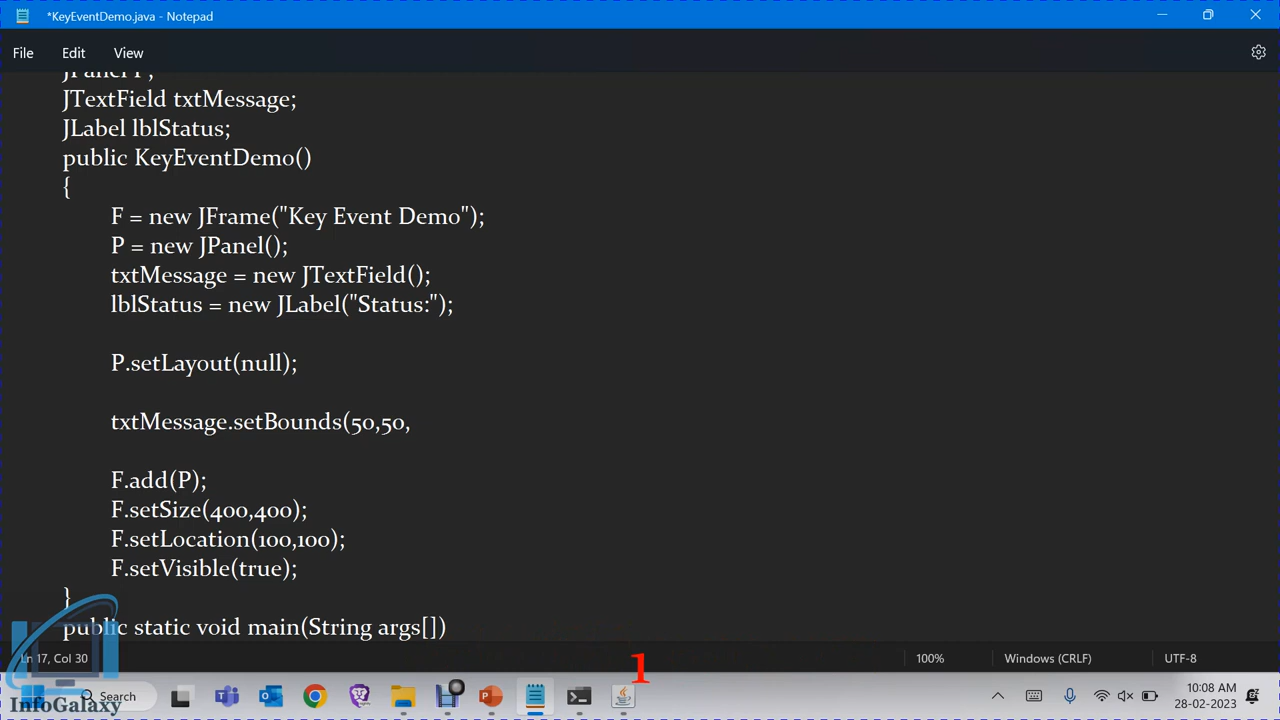 *KeyEventDemo.java - Notepad
File Edit View
JPanel P;
JTextField txtMessage;
JLabel lblStatus;
public KeyEventDemo()
{
F = new JFrame("Key Event Demo");
P = new JPanel();
txtMessage = new JTextField();
lblStatus = new JLabel("Status:");
P.setLayout(null);
txtMessage.setBounds(50,50,
F.add(P);
F.setSize(400,400);
F.setLocation(100,100);
F.setVisible(true);
}
public static void main(String args[])
Ln 17, Col 30
100%
Windows (CRLF)
UTF-8
1
Search
10:08 AM
28-02-2023
InfoGalaxy